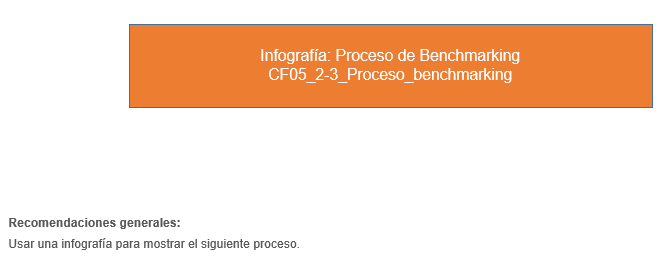 Infografía: Proceso de Benchmarking
CF05_2-3_Proceso_benchmarking
Recomendaciones generales:
Usar una infografía para mostrar el siguiente proceso.